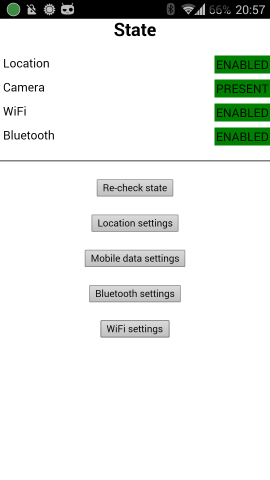 66% 20:57
State
Location ENABLED
Camera PRESENT
WiFi ENABLED
Bluetooth ENABLED
Re-check state
Location settings
Mobile data settings
Bluetooth settings
WiFi settings